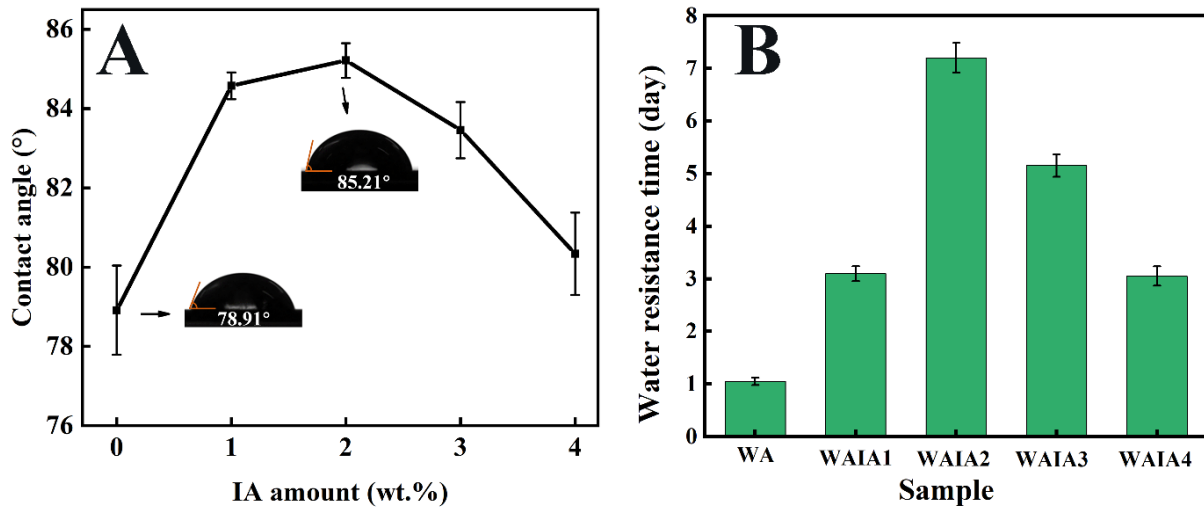 A
Contact angle (°)
86
84
82
80
78
76
85.21°
78.91°
0 1 2 3 4
IA amount (wt.%)
B
Water resistance time (day)
8
7
6
5
4
3
2
1
0
WA WAIA1 WAIA2 WAIA3 WAIA4
Sample